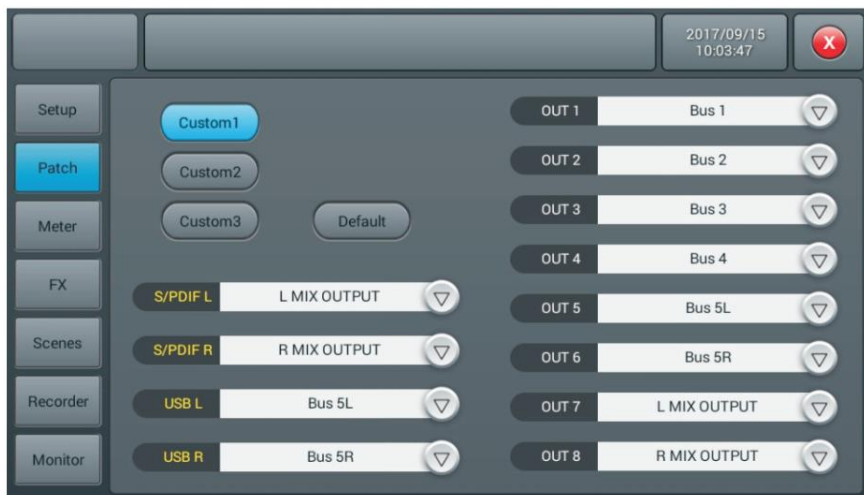 2017/09/15
10:03:47
X
Setup
Patch
Meter
FX
Scenes
Recorder
Monitor
Custom1
Custom2
Custom3
Default
S/PDIF L
L MIX OUTPUT
S/PDIF R
R MIX OUTPUT
USB L
Bus 5L
USB R
Bus 5R
OUT 1
Bus 1
OUT 2
Bus 2
OUT 3
Bus 3
OUT 4
Bus 4
OUT 5
Bus 5L
OUT 6
Bus 5R
OUT 7
L MIX OUTPUT
OUT 8
R MIX OUTPUT